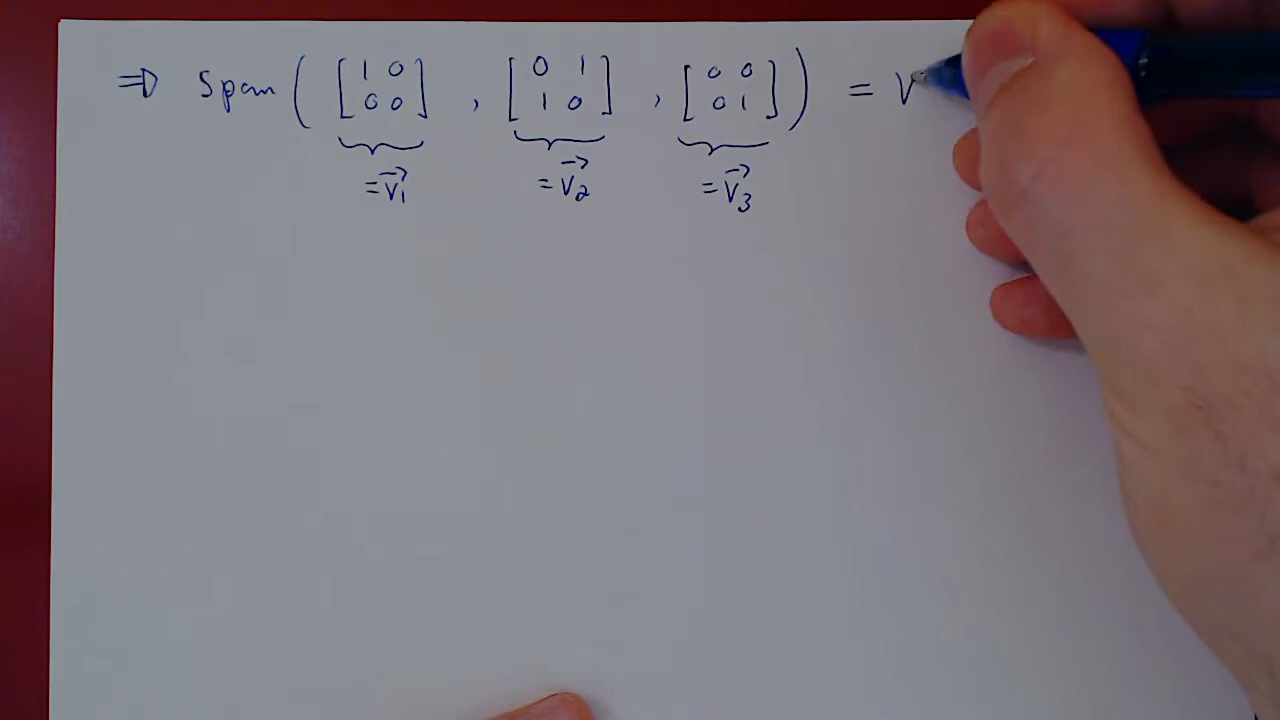 ⇒ Span ( [ 1 0 ; 0 0 ] , [ 0 1 ; 1 0 ] , [ 0 0 ; 0 1 ] ) = V
= v⃗1 = v⃗2 = v⃗3